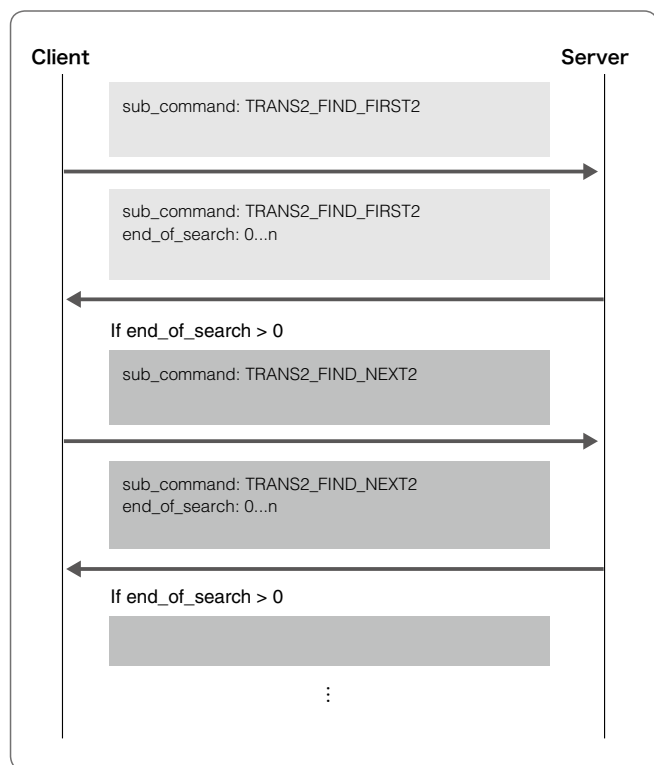 Client
Server
sub_command: TRANS2_FIND_FIRST2
sub_command: TRANS2_FIND_FIRST2
end_of_search: 0...n
If end_of_search > 0
sub_command: TRANS2_FIND_NEXT2
sub_command: TRANS2_FIND_NEXT2
end_of_search: 0...n
If end_of_search > 0
⋮